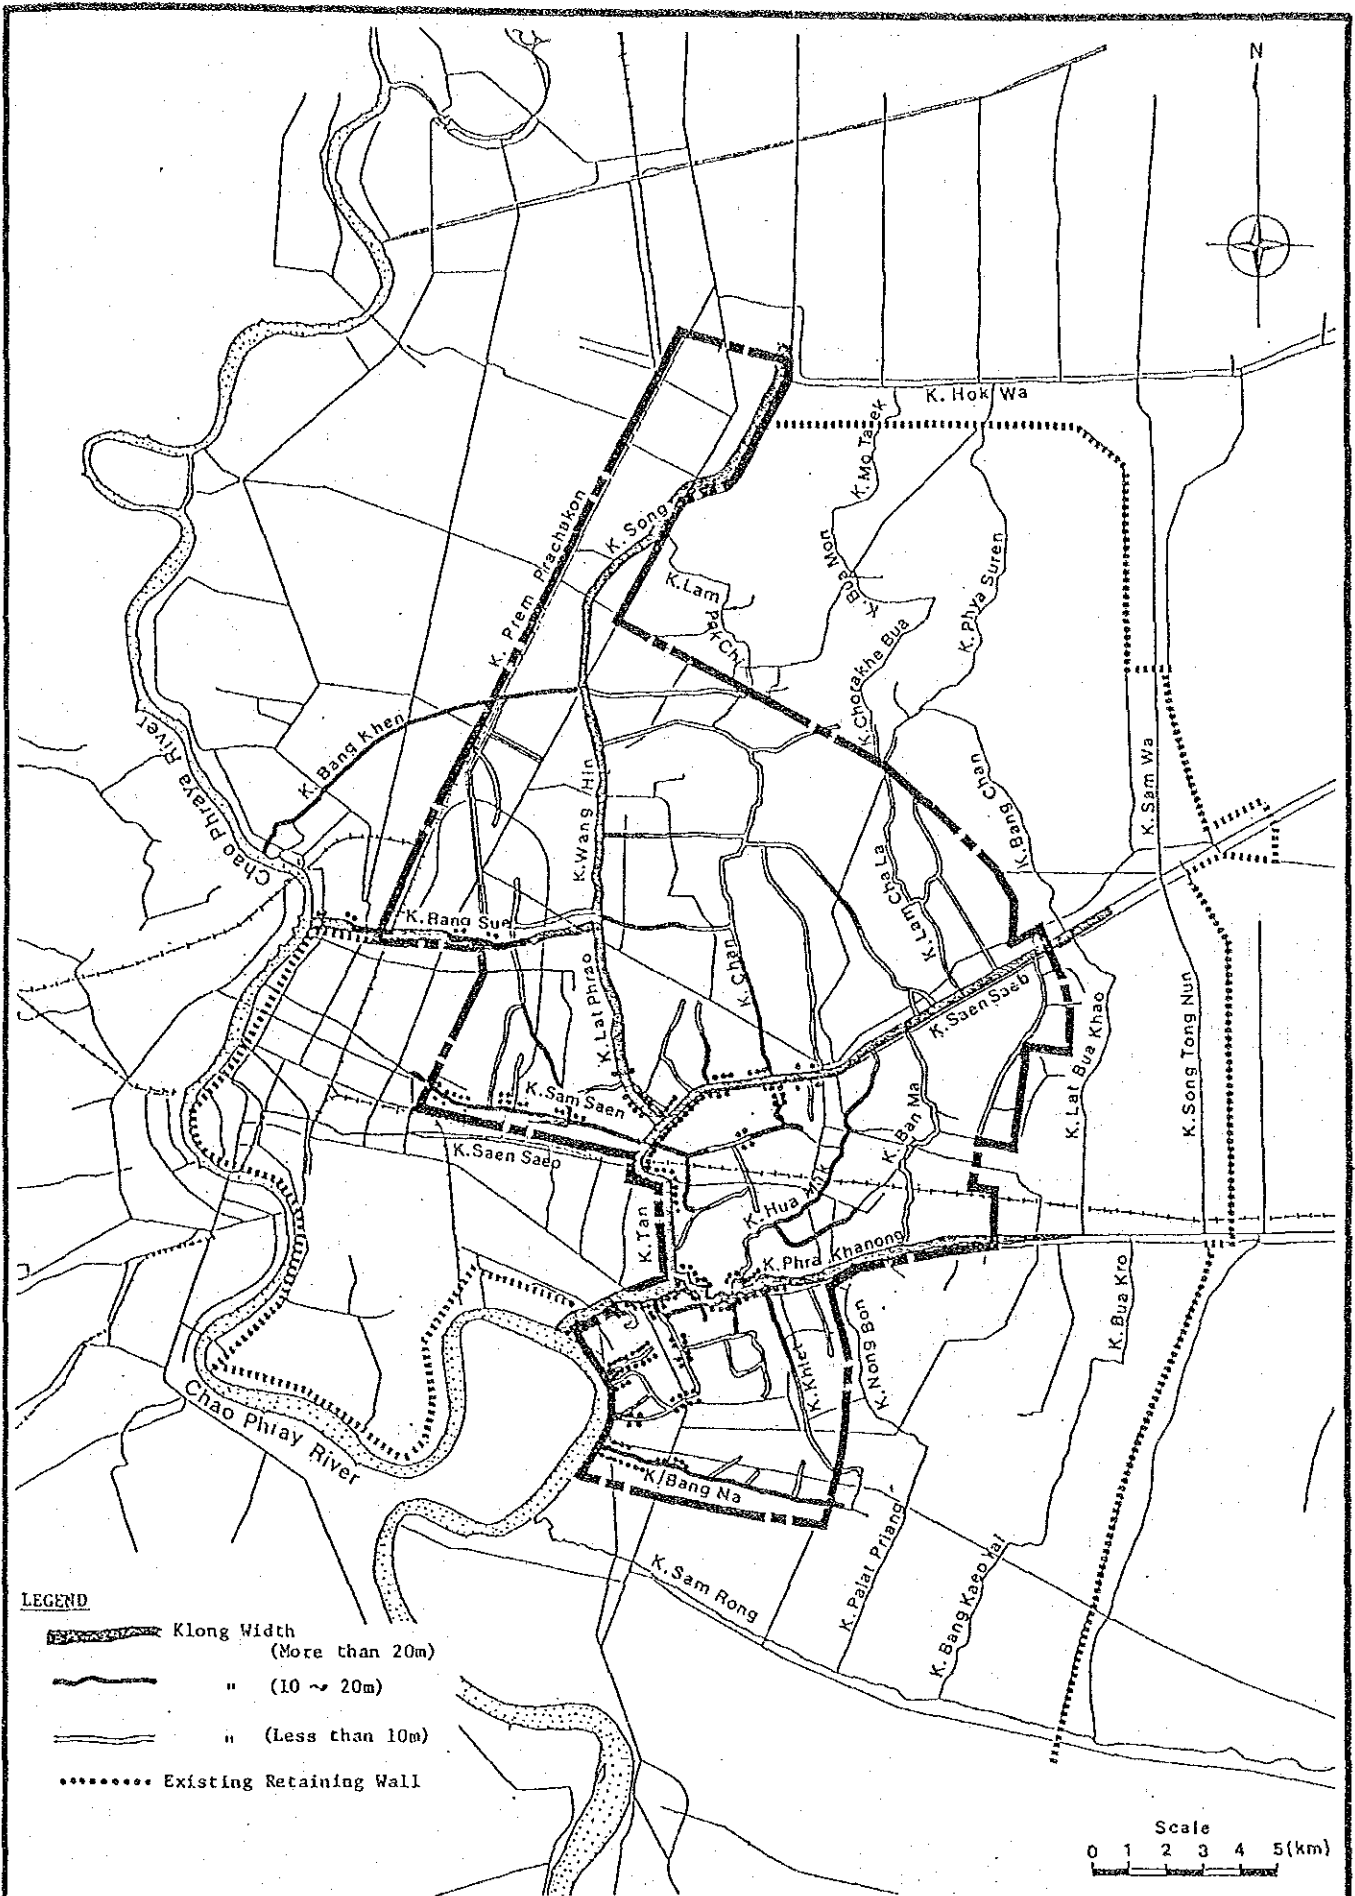 N
K. Hok Wa
K. Mo Taek
K. Song
K. Prem Prachakon
K. Bua Mon
K. Phya Suren
K. Lam
K. Chorakhe Bua
K. Bang Khen
Chao Phraya River
K. Wang Hin
K. Bang Chan
K. Sam Wa
K. Lam Cha La
K. Bang Sue
K. Chan
K. Lat Phrao
K. Saen Saeb
K. Lat Bua Khao
K. Song Tong Nun
K. Sam Saen
K. Ban Ma
K. Saen Saep
K. Hua Mak
K. Tan
K. Phra Khanong
K. Bua Kro
K. Nong Bon
K. Khlet
Chao Phray River
K/Bang Na
K. Palat Priang
K. Sam Rong
K. Bang Kaeo Yai
LEGEND
Klong Width
(More than 20m)
" (10 ~ 20m)
" (Less than 10m)
Existing Retaining Wall
Scale
0 1 2 3 4 5(km)